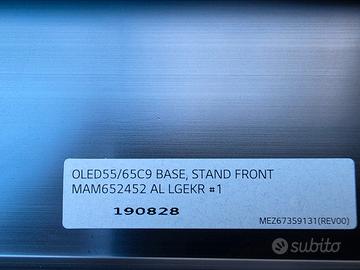 OLED55/65C9 BASE, STAND FRONT
MAM652452 AL LGEKR #1
190828
MEZ67359131(REV00)
subito